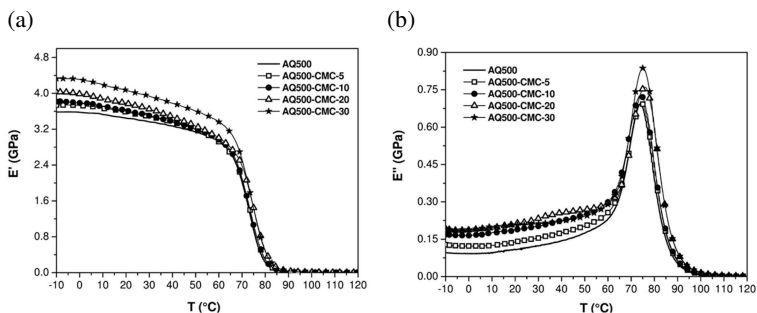 (a)
4.8
3.6
2.4
1.2
0.0
E' (GPa)
-10 0 10 20 30 40 50 60 70 80 90 100 110 120
T (°C)
AQ500
AQ500-CMC-5
AQ500-CMC-10
AQ500-CMC-20
AQ500-CMC-30
(b)
0.90
0.75
0.60
0.45
0.30
0.15
0.00
E'' (GPa)
-10 0 10 20 30 40 50 60 70 80 90 100 110 120
T (°C)
AQ500
AQ500-CMC-5
AQ500-CMC-10
AQ500-CMC-20
AQ500-CMC-30